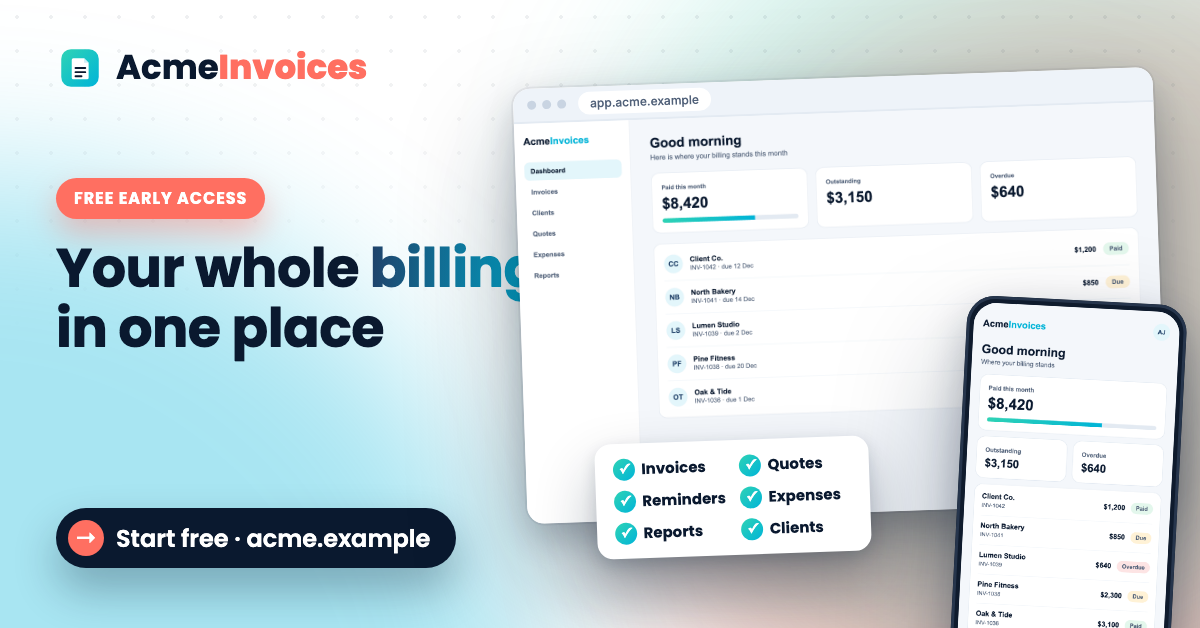 AcmeInvoices
FREE EARLY ACCESS
Your whole billing
in one place
Start free · acme.example
app.acme.example
AcmeInvoices
Dashboard
Invoices
Clients
Quotes
Expenses
Reports
Good morning
Here is where your billing stands this month
Paid this month
$8,420
Outstanding
$3,150
Overdue
$640
CC
Client Co.
INV-1042 · due 12 Dec
$1,200
Paid
NB
North Bakery
INV-1041 · due 14 Dec
$850
Due
LS
Lumen Studio
INV-1039 · due 2 Dec
PF
Pine Fitness
INV-1038 · due 20 Dec
OT
Oak & Tide
INV-1036 · due 1 Dec
Invoices
Quotes
Reminders
Expenses
Reports
Clients
AcmeInvoices
AJ
Good morning
Where your billing stands
Paid this month
$8,420
Outstanding
$3,150
Overdue
$640
Client Co.
INV-1042
$1,200
Paid
North Bakery
INV-1041
$850
Due
Lumen Studio
INV-1039
$640
Overdue
Pine Fitness
INV-1038
$2,300
Due
Oak & Tide
INV-1036
$3,100
Paid